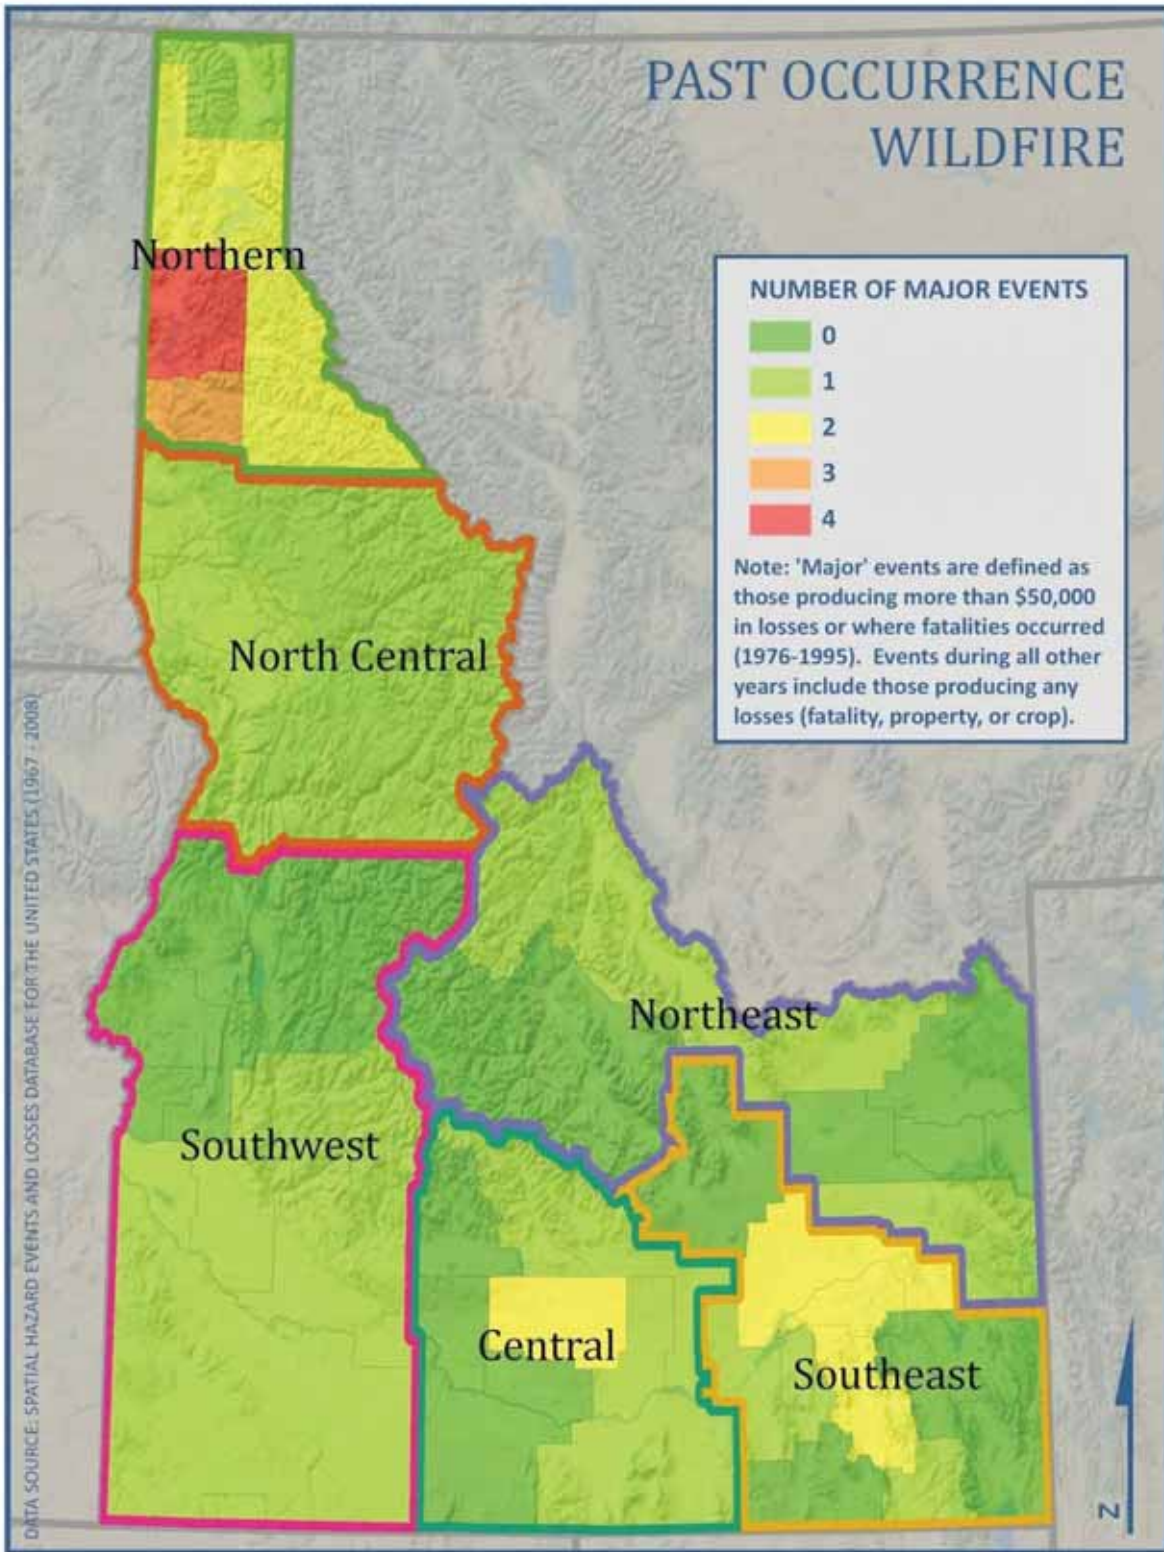 PAST OCCURRENCE
WILDFIRE
Northern
NUMBER OF MAJOR EVENTS
0
1
2
3
4
Note: 'Major' events are defined as
those producing more than $50,000
in losses or where fatalities occurred
(1976-1995). Events during all other
years include those producing any
losses (fatality, property, or crop).
North Central
Northeast
Southwest
Central
Southeast
DATA SOURCE: SPATIAL HAZARD EVENTS AND LOSSES DATABASE FOR THE UNITED STATES (1967 - 2008)
N